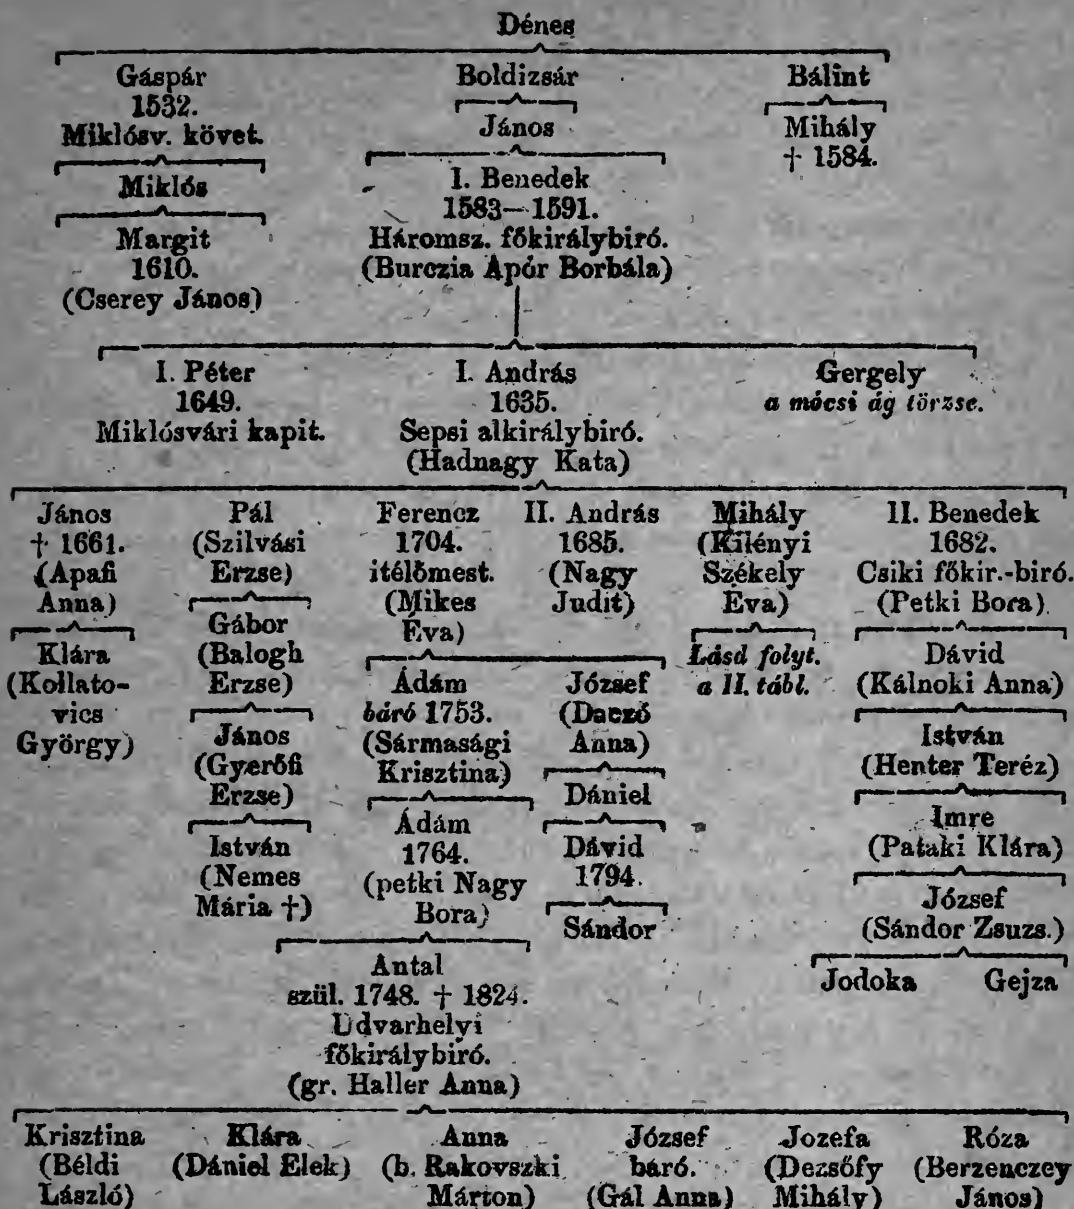 Dénes
Gáspár Boldizsár Bálint
1532. János Mihály
Miklósv. követ. † 1584.
Miklós I. Benedek
1583—1591.
Margit Háromsz. főkirálybiró.
1610. (Burczia Apór Borbála)
(Cserey János)
I. Péter I. András Gergely
1649. 1635. a mócsi ág törzse.
Miklósvári kapit. Sepsi alkirálybiró.
(Hadnagy Kata)
János Pál Ferencz II. András Mihály II. Benedek
† 1661. (Szilvási 1704. 1685. (Kilényi 1682.
(Apafi Erzse) itélőmest. (Nagy Székely Csiki főkir.-biró.
Anna) Gábor (Mikes Judit) Éva) (Petki Bora)
Éva)
Klára (Balogh Lásd folyt. Dávid
(Kollato- Erzse) Ádám József a II. tábl. (Kálnoki Anna)
vics báró 1753. (Daczó
György) János (Sármasági Anna) István
(Gyerőfi Krisztina) (Henter Teréz)
Erzse) Dániel
Ádám Imre
István 1764. Dávid (Pataki Klára)
(Nemes (petki Nagy 1794.
Mária †) Bora) József
Sándor (Sándor Zsuzs.)
Antal
szül. 1748. † 1824. Jodoka Gejza
Udvarhelyi
főkirálybiró.
(gr. Haller Anna)
Krisztina Klára Anna József Jozefa Róza
(Béldi (Dániel Elek) (b. Rakovszki báró. (Dezsőfy (Berzenczey
László) Márton) (Gál Anna) Mihály) János)